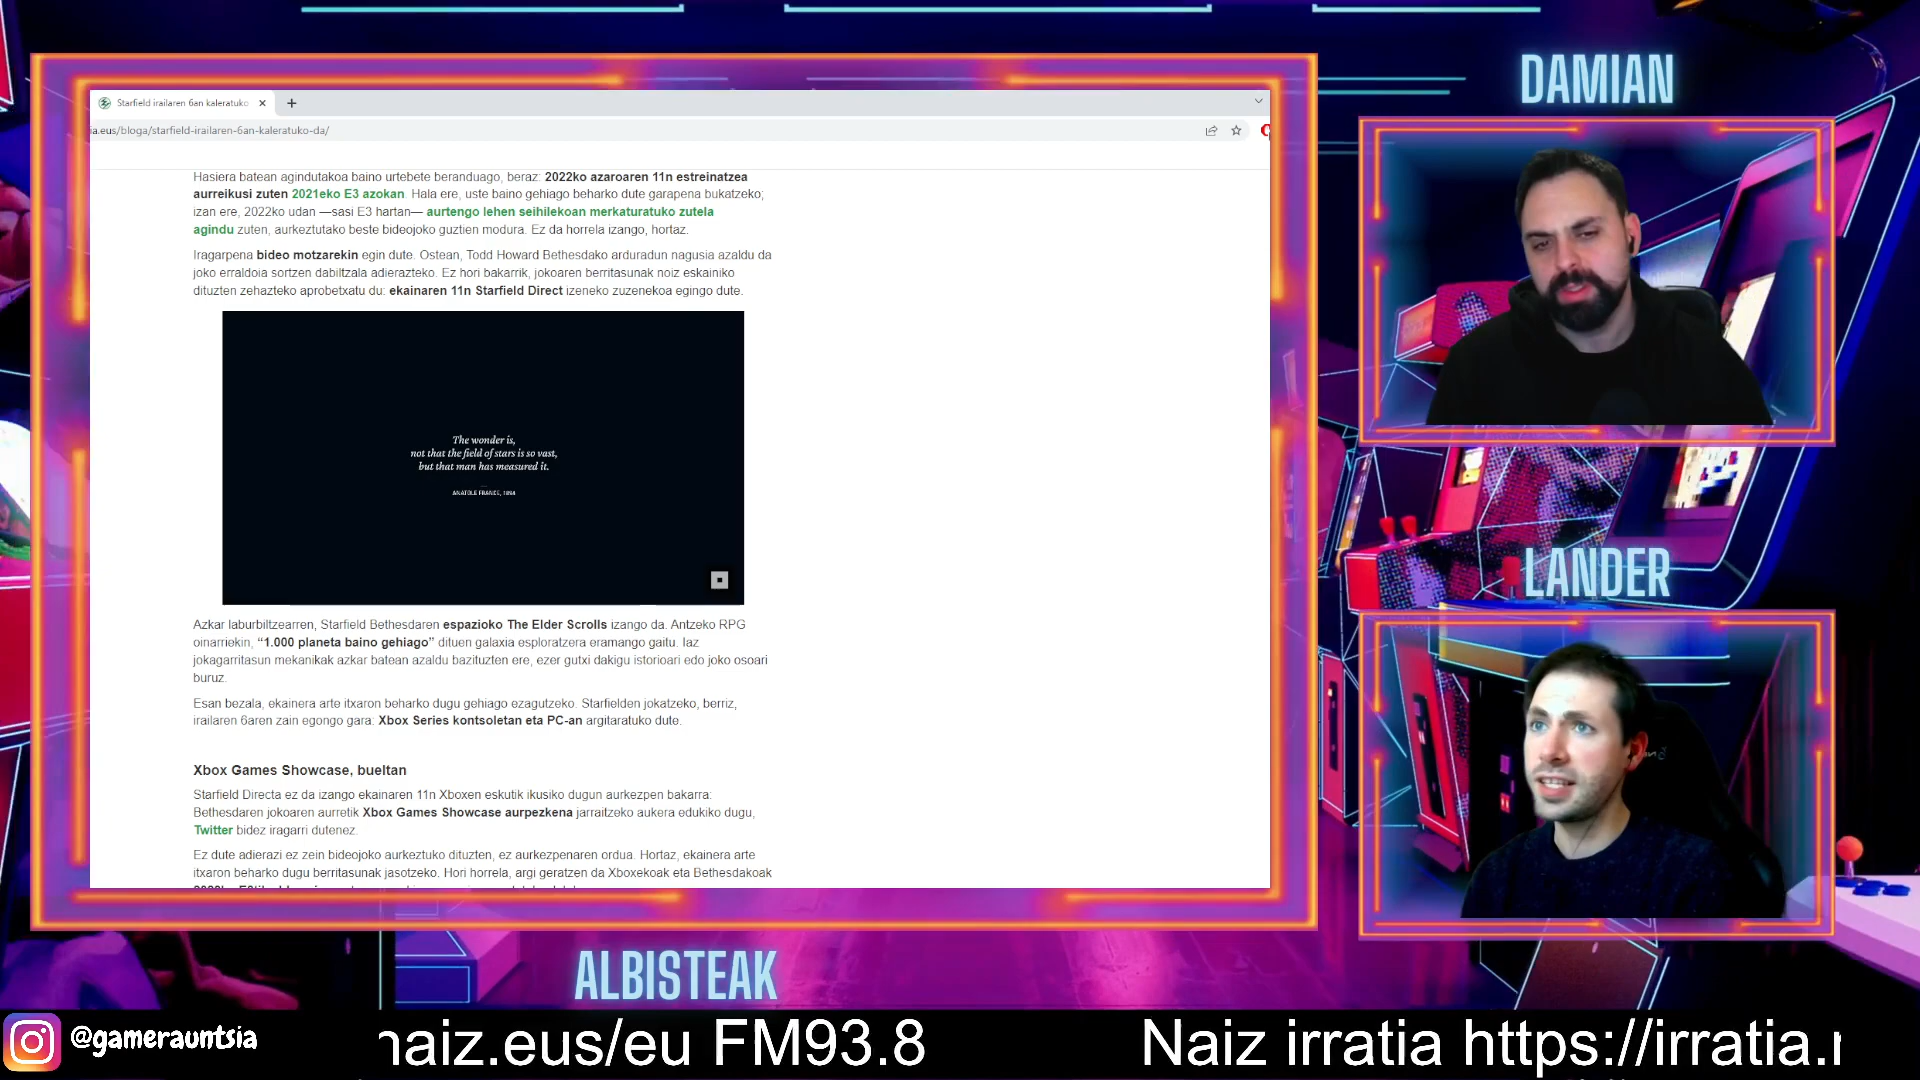 Starfield irailaren 6an kaleratuko
ia.eus/bloga/starfield-irailaren-6an-kaleratuko-da/
Hasiera batean agindutakoa baino urtebete beranduago, beraz: 2022ko azaroaren 11n estreinatzea
aurreikusi zuten 2021eko E3 azokan. Hala ere, uste baino gehiago beharko dute garapena bukatzeko;
izan ere, 2022ko udan —sasi E3 hartan— aurtengo lehen seihilekoan merkaturatuko zutela
agindu zuten, aurkeztutako beste bideojoko guztien modura. Ez da horrela izango, hortaz.
Iragarpena bideo motzarekin egin dute. Ostean, Todd Howard Bethesdako arduradun nagusia azaldu da
joko erraldoia sortzen dabiltzala adierazteko. Ez hori bakarrik, jokoaren berritasunak noiz eskainiko
dituzten zehazteko aprobetxatu du: ekainaren 11n Starfield Direct izeneko zuzenekoa egingo dute.
The wonder is,
not that the field of stars is so vast,
but that man has measured it.
ANATOLE FRANCE, 1894
Azkar laburbiltzearren, Starfield Bethesdaren espazioko The Elder Scrolls izango da. Antzeko RPG
oinarriekin, “1.000 planeta baino gehiago” dituen galaxia esploratzera eramango gaitu. Iaz
jokagarritasun mekanikak azkar batean azaldu bazituzten ere, ezer gutxi dakigu istorioari edo joko osoari
buruz.
Esan bezala, ekainera arte itxaron beharko dugu gehiago ezagutzeko. Starfielden jokatzeko, berriz,
irailaren 6aren zain egongo gara: Xbox Series kontsoletan eta PC-an argitaratuko dute.
Xbox Games Showcase, bueltan
Starfield Directa ez da izango ekainaren 11n Xboxen eskutik ikusiko dugun aurkezpen bakarra:
Bethesdaren jokoaren aurretik Xbox Games Showcase aurpezkena jarraitzeko aukera edukiko dugu,
Twitter bidez iragarri dutenez.
Ez dute adierazi ez zein bideojoko aurkeztuko dituzten, ez aurkezpenaren ordua. Hortaz, ekainera arte
itxaron beharko dugu berritasunak jasotzeko. Hori horrela, argi geratzen da Xboxekoak eta Bethesdakoak
DAMIAN
LANDER
ALBISTEAK
@gamerauntsia
naiz.eus/eu FM93.8
Naiz irratia https://irratia.